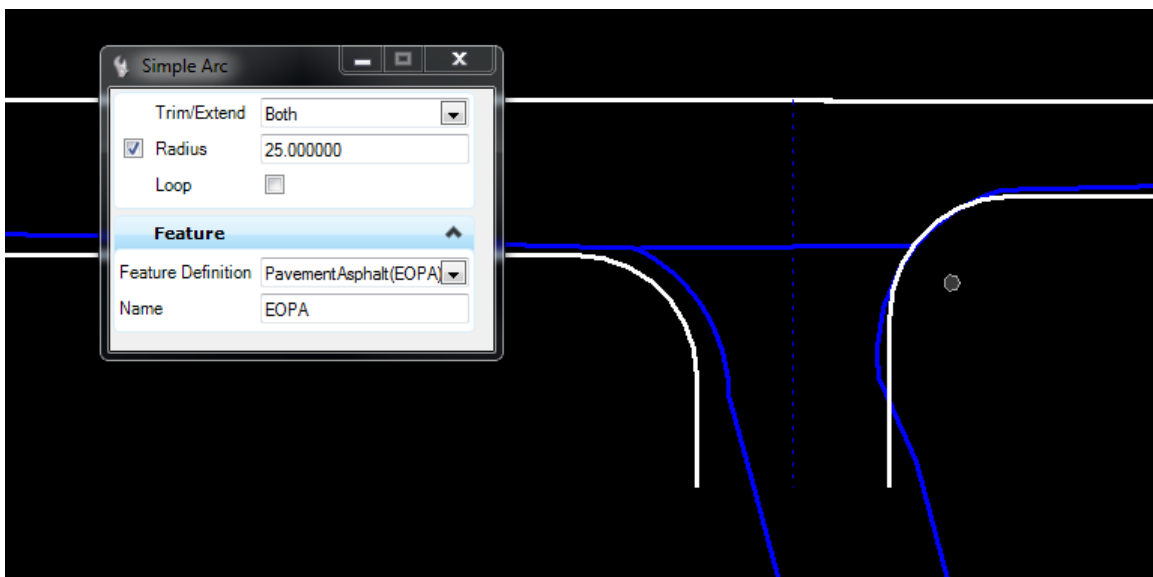 Simple Arc
Trim/Extend Both
Radius 25.000000
Loop
Feature
Feature Definition PavementAsphalt(EOPA)
Name EOPA